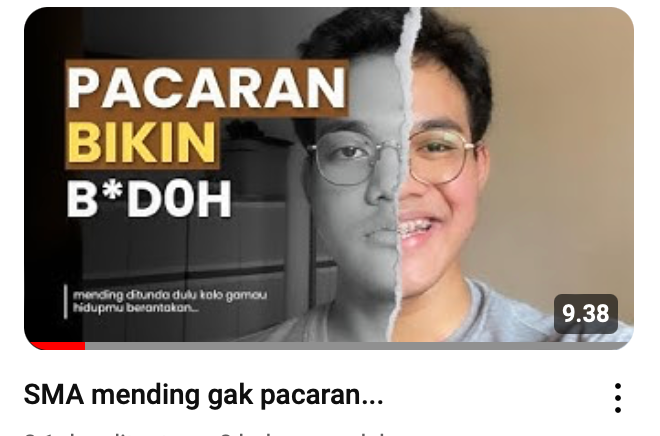 PACARAN
BIKIN
B*D0H
mending ditunda dulu kalo gamau
hidupmu berantakan...
9.38
SMA mending gak pacaran...